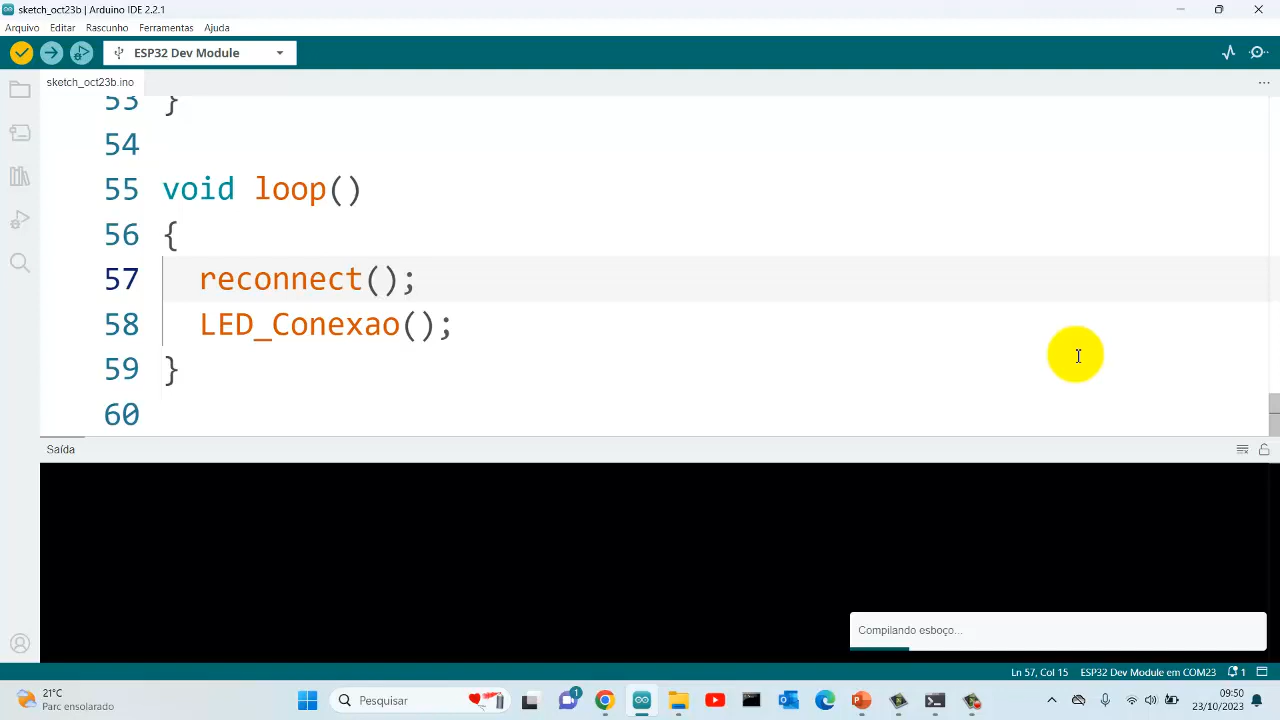 sketch_oct23b | Arduino IDE 2.2.1
Arquivo Editar Rascunho Ferramentas Ajuda
ESP32 Dev Module
sketch_oct23b.ino
...
53 }
54
55 void loop()
56 {
57 reconnect();
58 LED_Conexao();
59 }
60
Saída
Compilando esboço...
Ln 57, Col 15 ESP32 Dev Module em COM23 1
21°C
Parc ensolarado
Pesquisar
1
09:50
23/10/2023